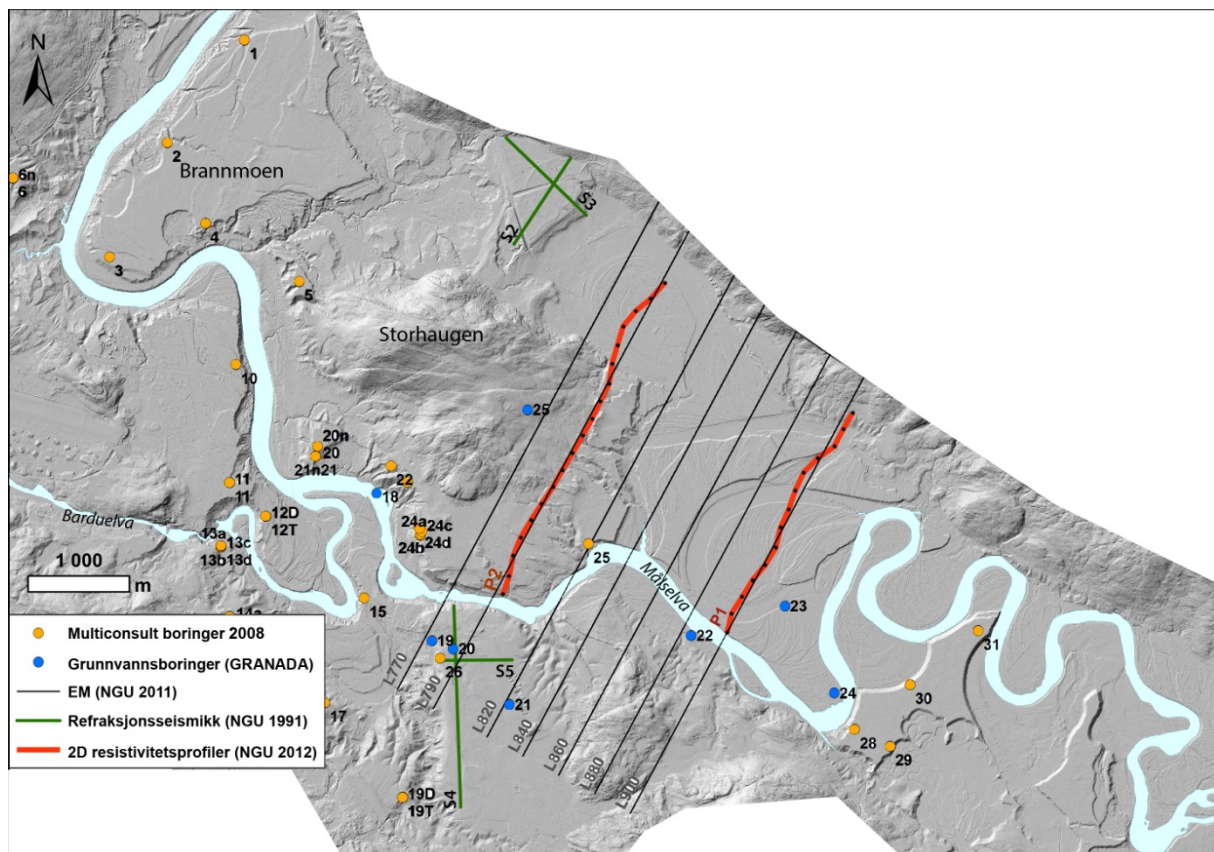 N
1
2
Brannmoen
6n
6
4
3
5
S3
S2
Storhaugen
10
25
20n
20
21n21
22
11
11
18
12D
12T
24a
24c
24b
24d
Barduelva
13a
13c
13b13d
1 000
m
P2
25
Målselva
15
P1
23
22
19
20
26
S5
31
L770
L790
21
24
30
L820
L840
28
29
L860
L880
L900
17
19D
19T
S4
Multiconsult boringer 2008
Grunnvannsboringer (GRANADA)
EM (NGU 2011)
Refraksjonsseismikk (NGU 1991)
2D resistivitetsprofiler (NGU 2012)